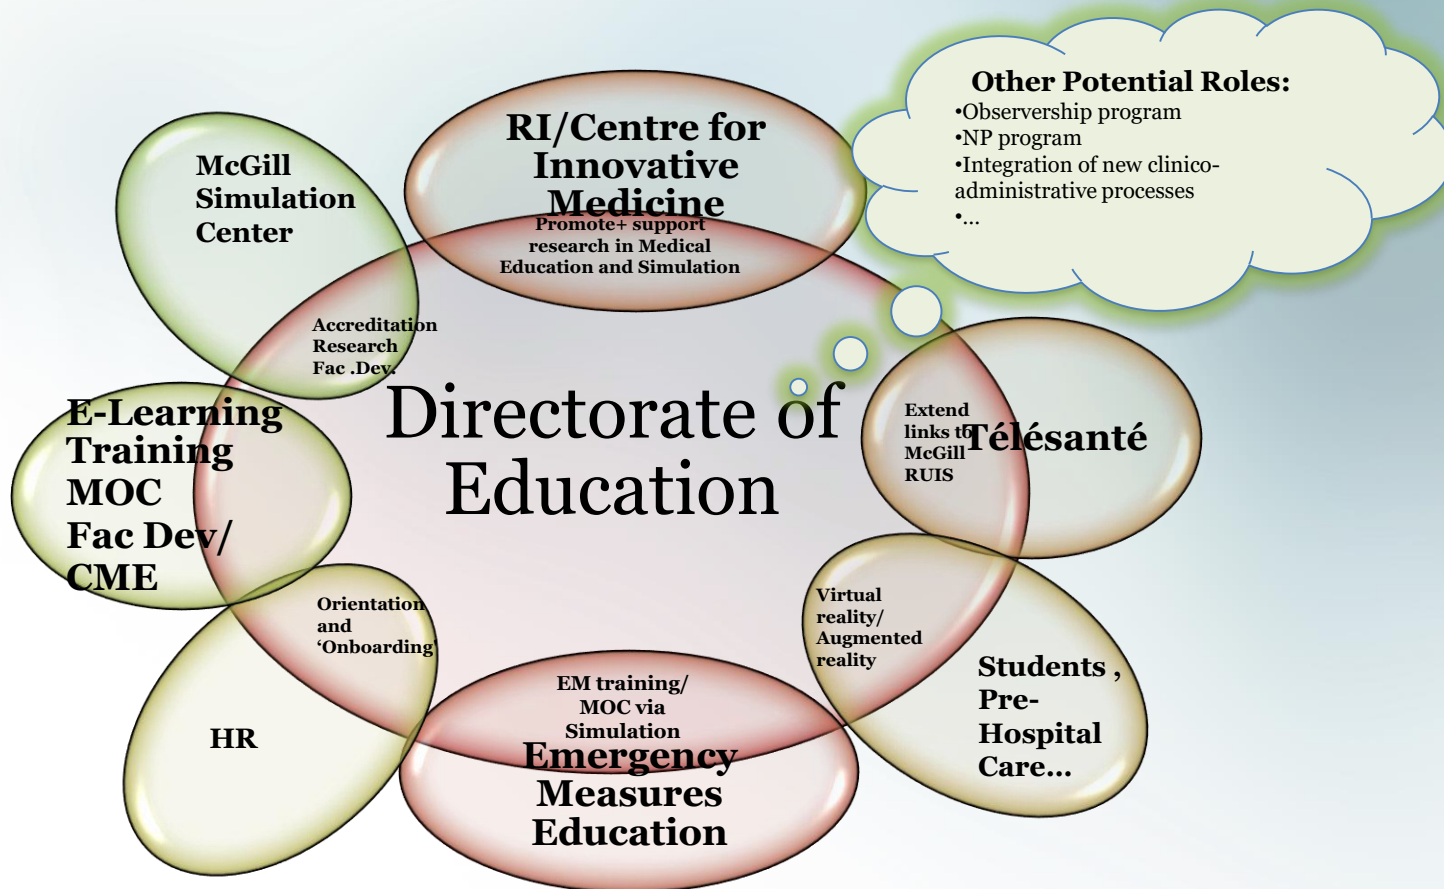 RI/Centre for
Innovative
Medicine
Promote+ support
research in Medical
Education and Simulation
Other Potential Roles:
•Observership program
•NP program
•Integration of new clinico-
administrative processes
•...
McGill
Simulation
Center
Accreditation
Research
Fac .Dev.
Directorate of
Education
E-Learning
Training
MOC
Fac Dev/
CME
Extend
links to
McGill
RUIS
Télésanté
Orientation
and
‘Onboarding’
HR
Virtual
reality/
Augmented
reality
Students ,
Pre-
Hospital
Care...
EM training/
MOC via
Simulation
Emergency
Measures
Education